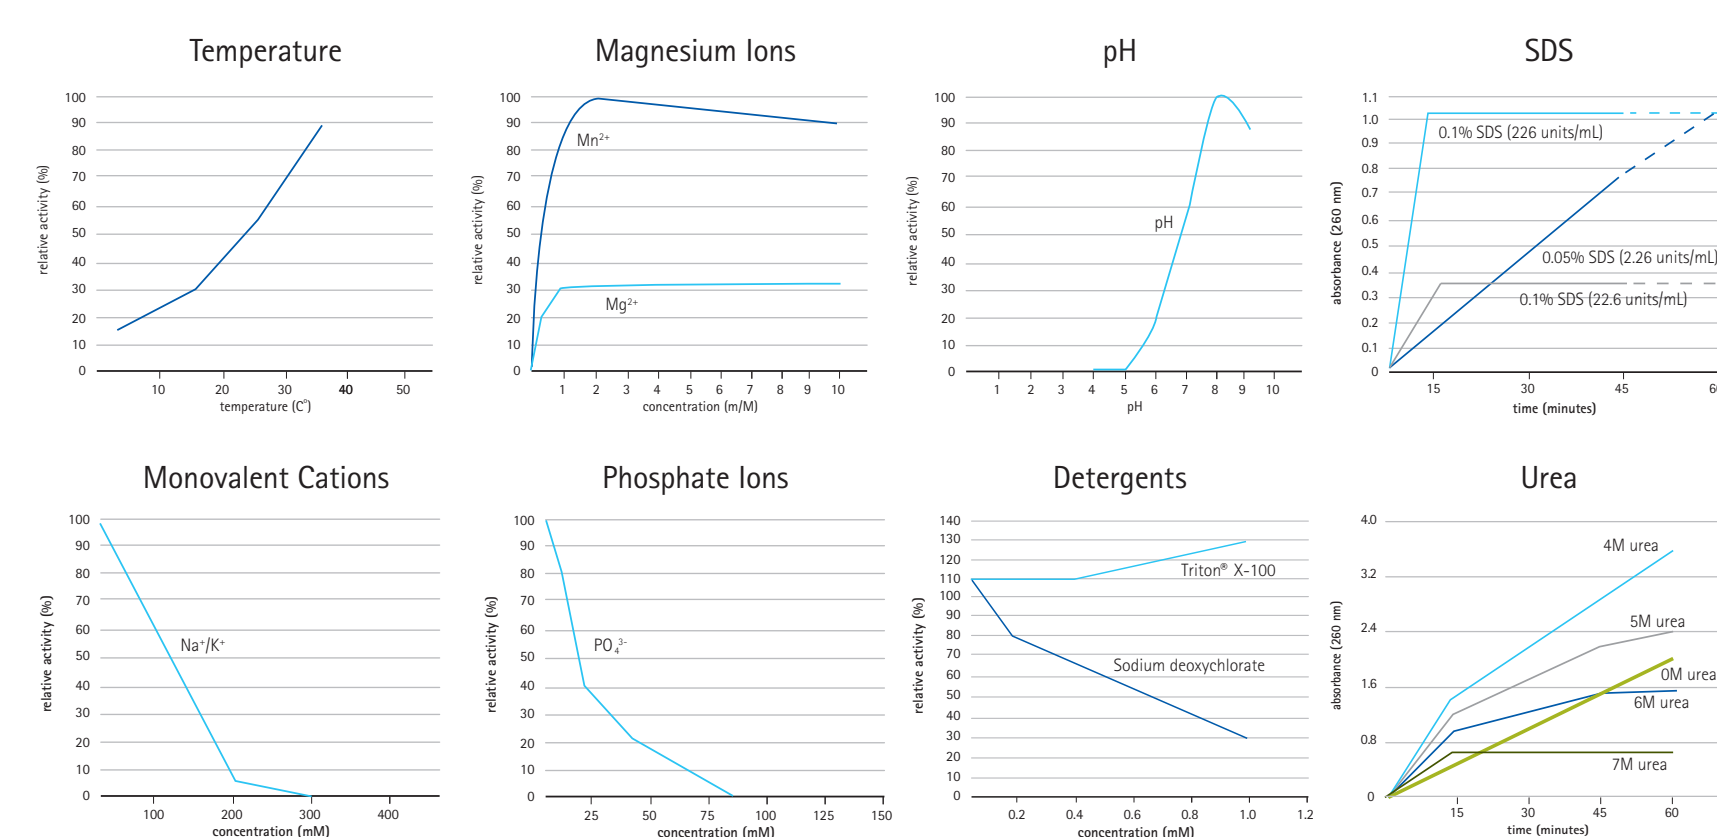 Temperature
100
90
80
70
60
50
40
30
20
10
0
relative activity (%)
10 20 30 40 50
temperature (C°)
Magnesium Ions
100
90
80
70
60
50
40
30
20
10
0
relative activity (%)
Mn²⁺
Mg²⁺
1 2 3 4 5 6 7 8 9 10
concentration (m/M)
pH
100
90
80
70
60
50
40
30
20
10
0
relative activity (%)
pH
1 2 3 4 5 6 7 8 9 10
pH
SDS
1.1
1.0
0.9
0.8
0.7
0.6
0.5
0.4
0.3
0.2
0.1
0
absorbance (260 nm)
0.1% SDS (226 units/mL)
0.05% SDS (2.26 units/mL)
0.1% SDS (22.6 units/mL)
15 30 45
time (minutes)
Monovalent Cations
100
90
80
70
60
50
40
30
20
10
0
relative activity (%)
Na⁺/K⁺
100 200 300 400
concentration (mM)
Phosphate Ions
100
90
80
70
60
50
40
30
20
10
0
relative activity (%)
PO₄³⁻
25 50 75 100 125 150
concentration (mM)
Detergents
140
130
120
110
100
90
80
70
60
50
40
30
20
10
0
relative activity (%)
Triton® X-100
Sodium deoxychlorate
0.2 0.4 0.6 0.8 1.0 1.2
concentration (mM)
Urea
4.0
3.2
2.4
1.6
0.8
0
absorbance (260 nm)
4M urea
5M urea
0M urea
6M urea
7M urea
15 30 45 60
time (minutes)